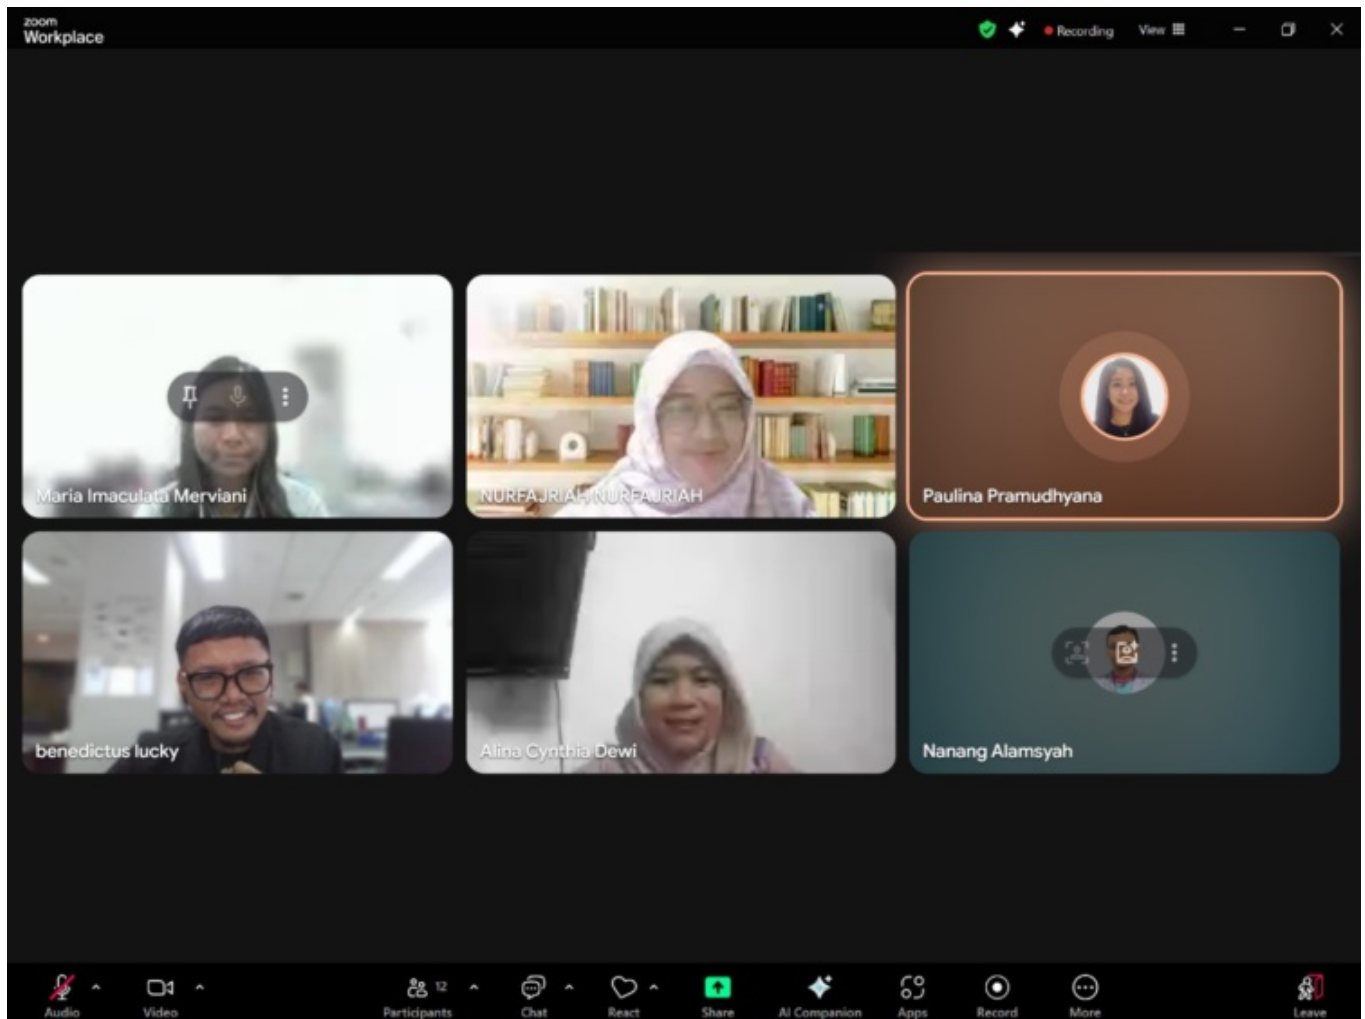 zoom
Workplace
Recording
View
Maria Imaculata Merviani
NURFAJRIAH NURFAJRIAH
Paulina Pramudhyana
benedictus lucky
Alina Cynthia Dewi
Nanang Alamsyah
Audio
Video
Participants
12
Chat
React
Share
AI Companion
Apps
Record
More
Leave